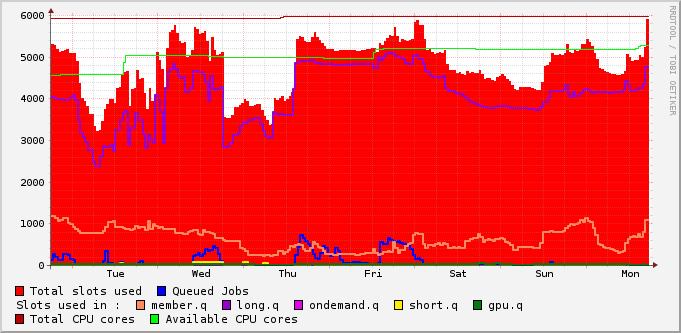 6000
5000
4000
3000
2000
1000
0
Tue Wed Thu Fri Sat Sun Mon
RRDTOOL / TOBI OETIKER
Total slots used Queued Jobs
Slots used in : member.q long.q ondemand.q short.q gpu.q
Total CPU cores Available CPU cores